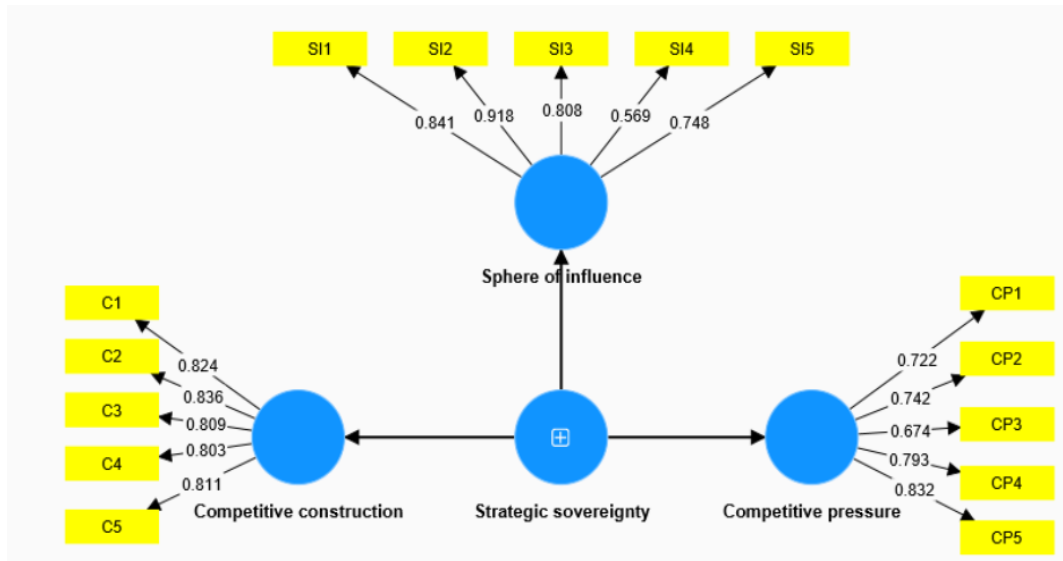 SI1 SI2 SI3 SI4 SI5
0.841 0.918 0.808 0.569 0.748
Sphere of influence
C1
C2
C3
C4
C5
0.824
0.836
0.809
0.803
0.811
Competitive construction
Strategic sovereignty
Competitive pressure
0.722
0.742
0.674
0.793
0.832
CP1
CP2
CP3
CP4
CP5